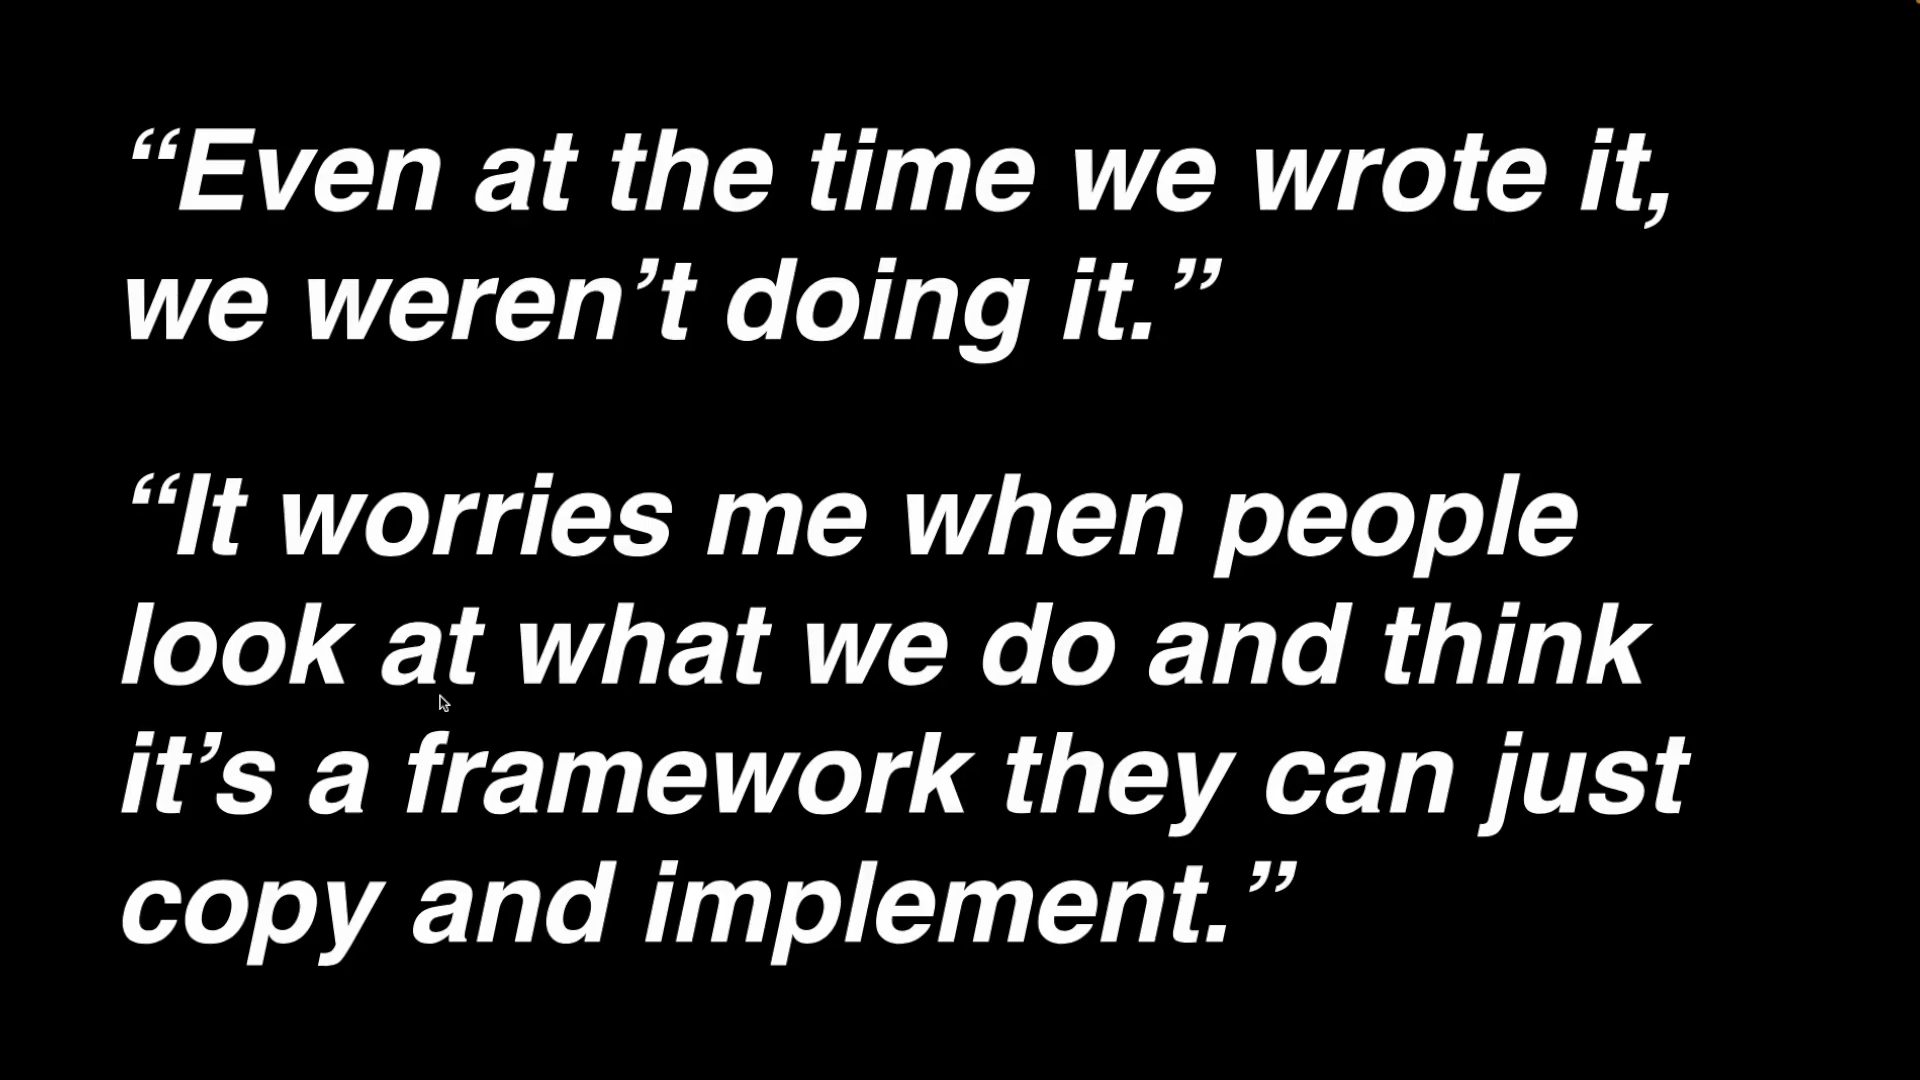 “Even at the time we wrote it,
we weren’t doing it.”
“It worries me when people
look at what we do and think
it’s a framework they can just
copy and implement.”